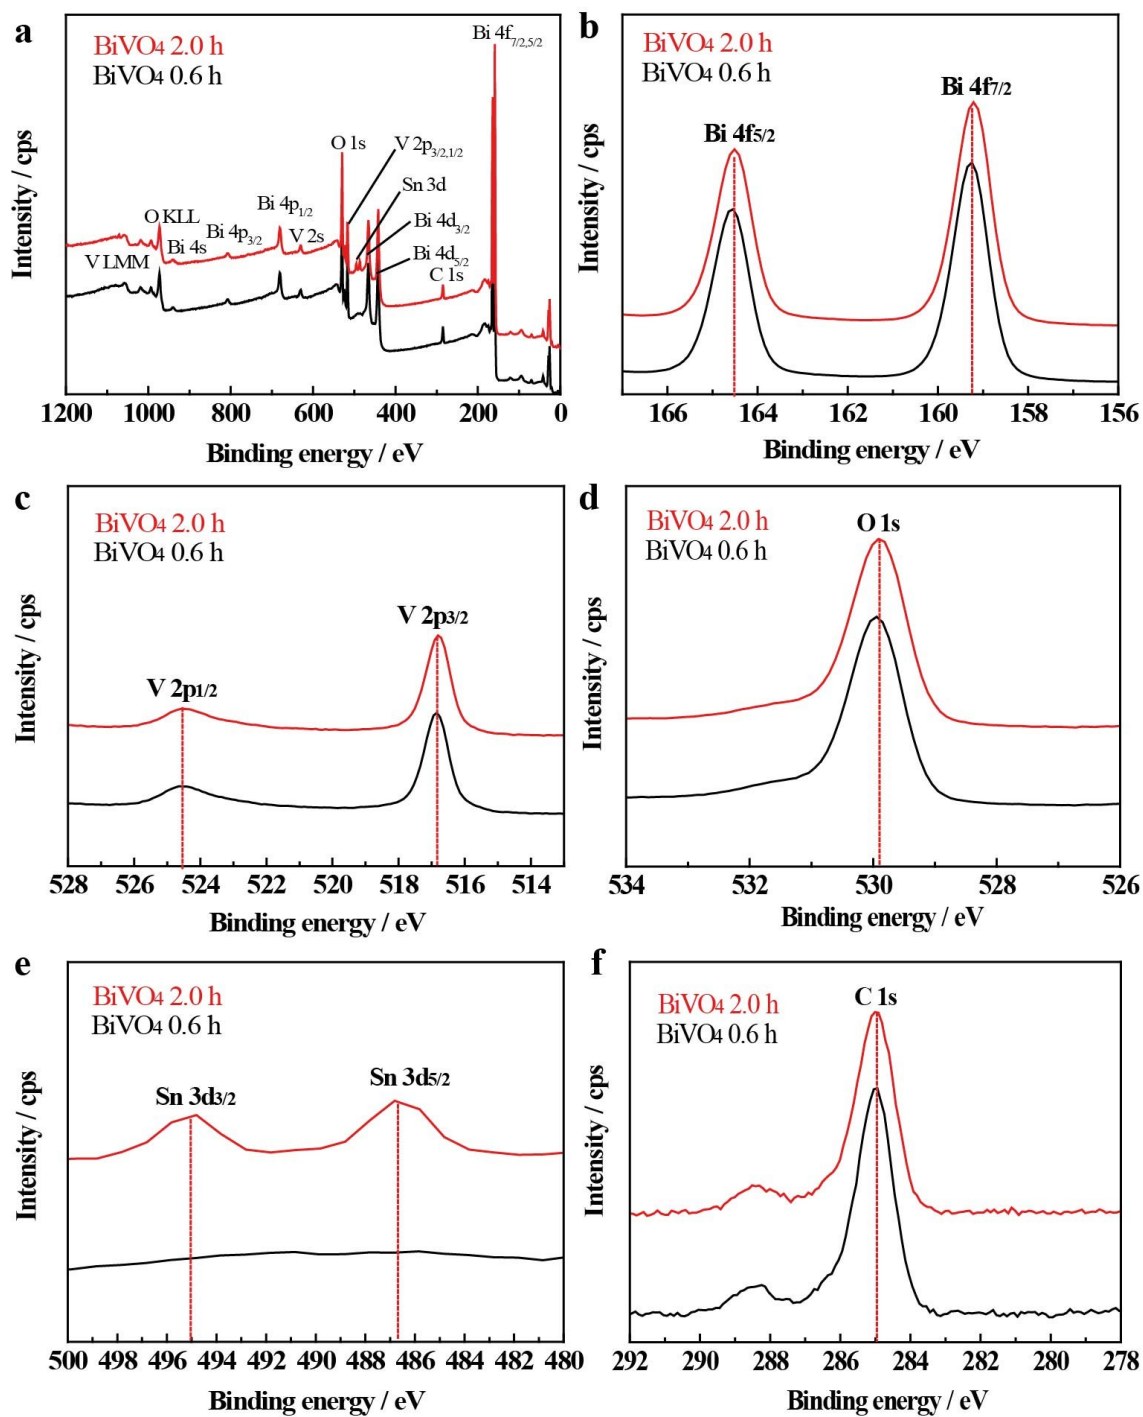 a
BiVO4 2.0 h
BiVO4 0.6 h
Bi 4f7/2,5/2
O 1s
V 2p3/2,1/2
Sn 3d
O KLL
Bi 4s
Bi 4p3/2
Bi 4p1/2
V 2s
Bi 4d3/2
Bi 4d5/2
V LMM
C 1s
Intensity / cps
1200 1000 800 600 400 200 0
Binding energy / eV
b
BiVO4 2.0 h
BiVO4 0.6 h
Bi 4f7/2
Bi 4f5/2
Intensity / cps
166 164 162 160 158 156
Binding energy / eV
c
BiVO4 2.0 h
BiVO4 0.6 h
V 2p3/2
V 2p1/2
Intensity / cps
528 526 524 522 520 518 516 514
Binding energy / eV
d
BiVO4 2.0 h
BiVO4 0.6 h
O 1s
Intensity / cps
534 532 530 528 526
Binding energy / eV
e
BiVO4 2.0 h
BiVO4 0.6 h
Sn 3d3/2
Sn 3d5/2
Intensity / cps
500 498 496 494 492 490 488 486 484 482 480
Binding energy / eV
f
BiVO4 2.0 h
BiVO4 0.6 h
C 1s
Intensity / cps
292 290 288 286 284 282 280 278
Binding energy / eV